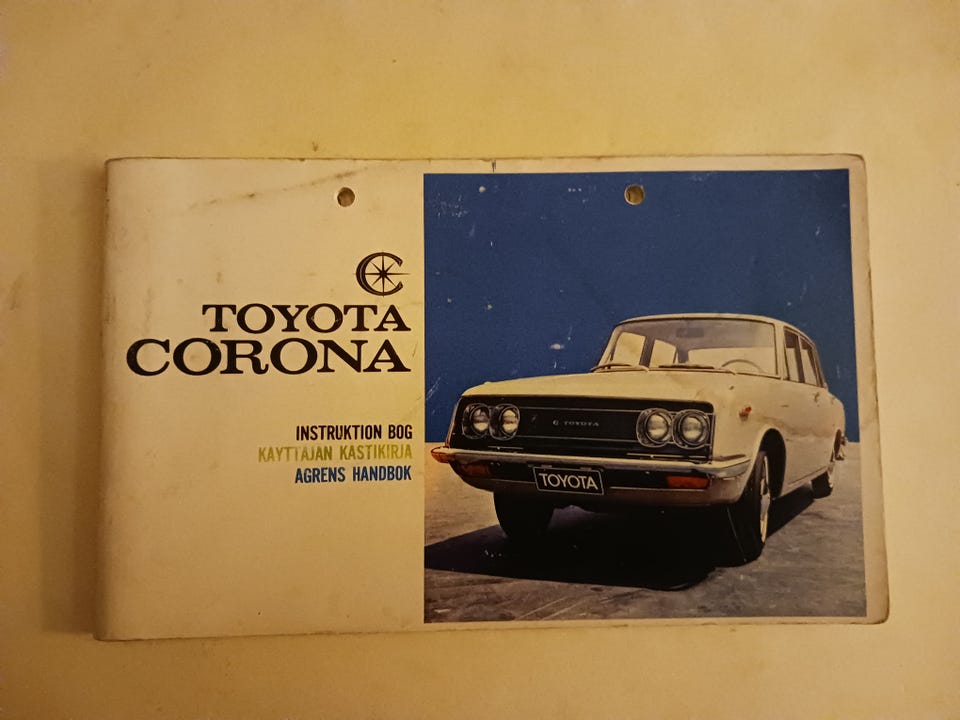 TOYOTA
CORONA
INSTRUKTION BOG
KAYTTAJAN KASTIKIRJA
AGRENS HANDBOK
TOYOTA
TOYOTA